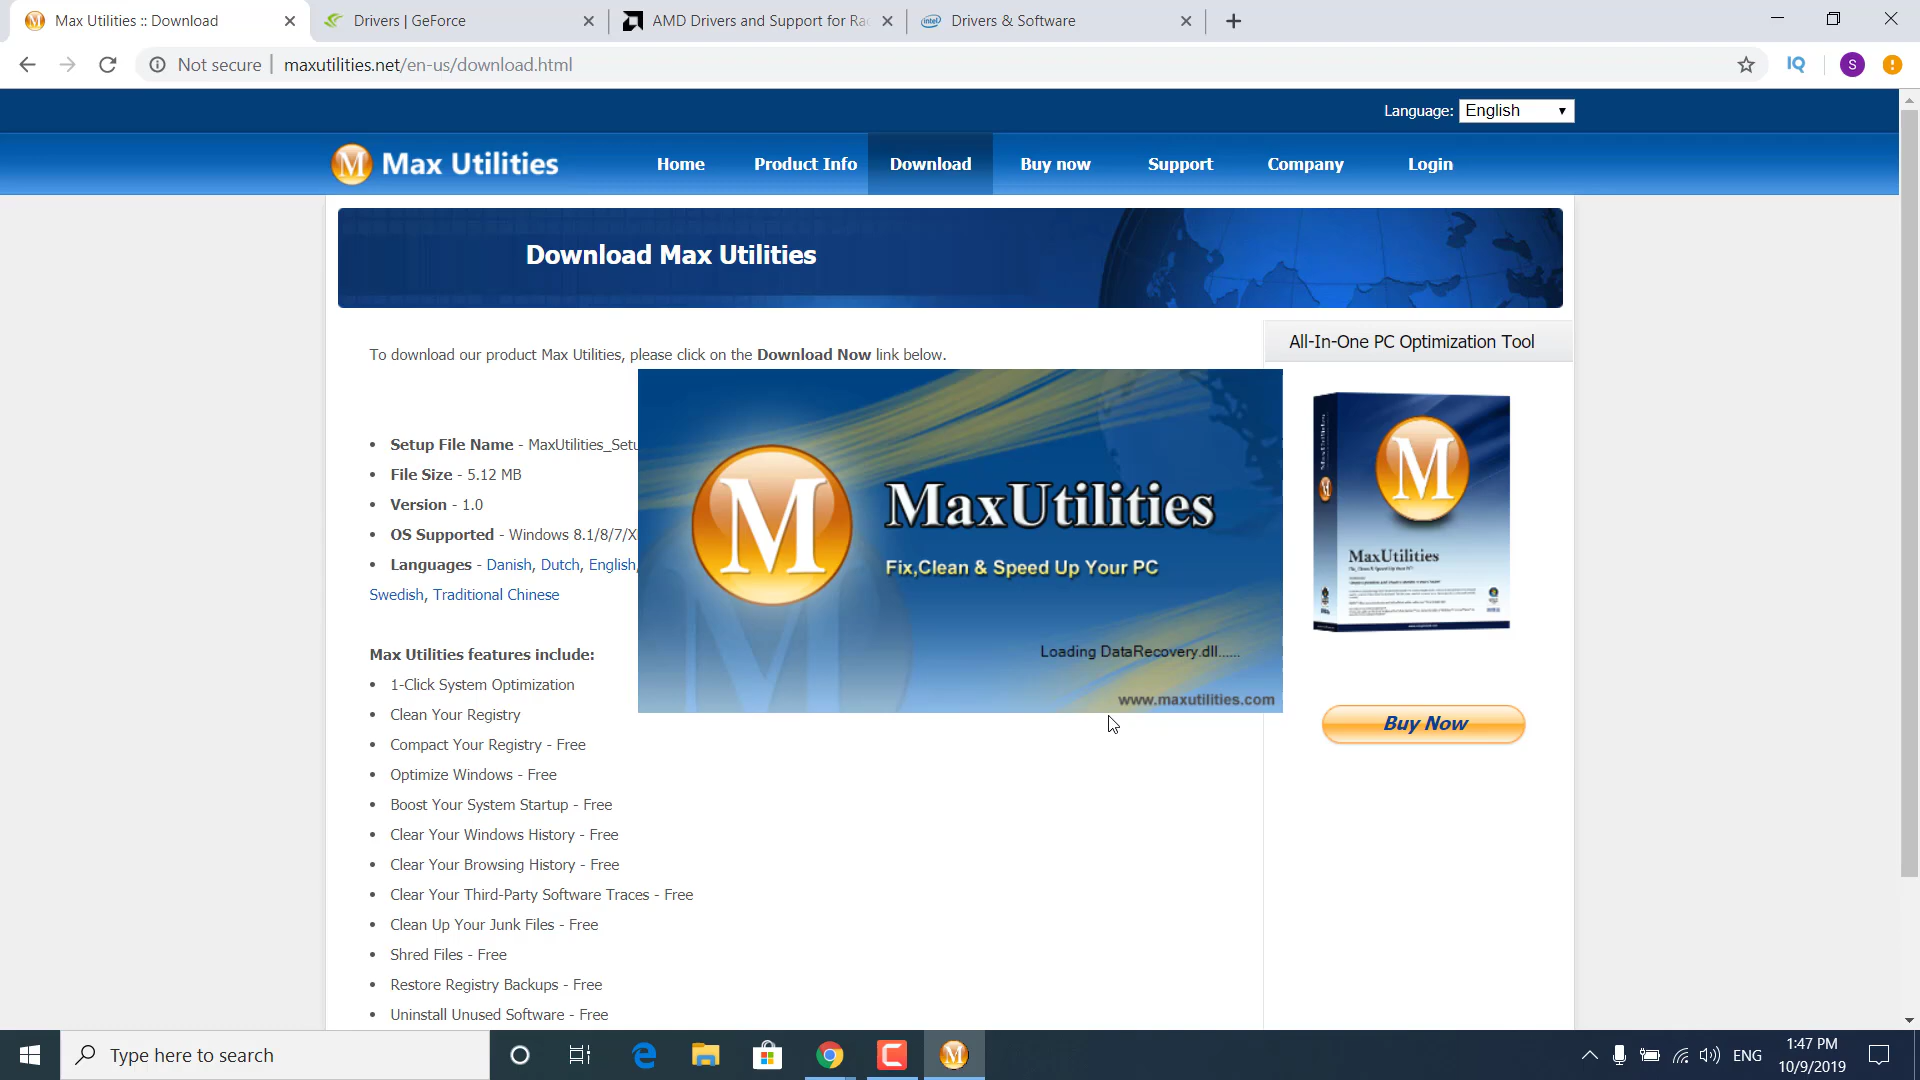 Max Utilities :: Download
Drivers | GeForce
AMD Drivers and Support for Ra
Drivers & Software
Not secure
maxutilities.net/en-us/download.html
IQ
S
Language: English
M Max Utilities
Home
Product Info
Download
Buy now
Support
Company
Login
Download Max Utilities
To download our product Max Utilities, please click on the Download Now link below.
• Setup File Name - MaxUtilities_Setu
• File Size - 5.12 MB
• Version - 1.0
• OS Supported - Windows 8.1/8/7/X
• Languages - Danish, Dutch, English,
Swedish, Traditional Chinese
Max Utilities features include:
• 1-Click System Optimization
• Clean Your Registry
• Compact Your Registry - Free
• Optimize Windows - Free
• Boost Your System Startup - Free
• Clear Your Windows History - Free
• Clear Your Browsing History - Free
• Clear Your Third-Party Software Traces - Free
• Clean Up Your Junk Files - Free
• Shred Files - Free
• Restore Registry Backups - Free
• Uninstall Unused Software - Free
M
MaxUtilities
Fix,Clean & Speed Up Your PC
Loading DataRecovery.dll......
www.maxutilities.com
All-In-One PC Optimization Tool
M
MaxUtilities
Buy Now
Type here to search
ENG
1:47 PM
10/9/2019